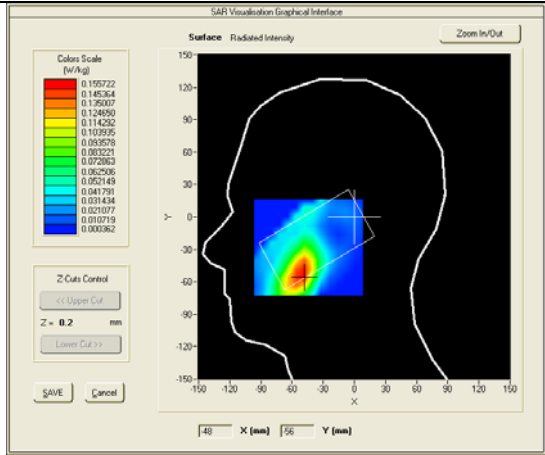 SAR Visualisation Graphical Interface
Surface Radiated Intensity
Zoom In/Out
Colors Scale
(W/kg)
0.155722
0.145364
0.135007
0.124650
0.114292
0.103935
0.093578
0.083221
0.072863
0.062506
0.052149
0.041791
0.031434
0.021077
0.010719
0.000362
150-
120-
90-
60-
30-
0-
-30-
-60-
-90-
-120-
-150-
Y
-150 -120 -90 -60 -30 0 30 60 90 120 150
X
Z Cuts Control
<< Upper Cut
Z = 0.2 mm
Lower Cut >>
SAVE Cancel
-48 X (mm) -56 Y (mm)